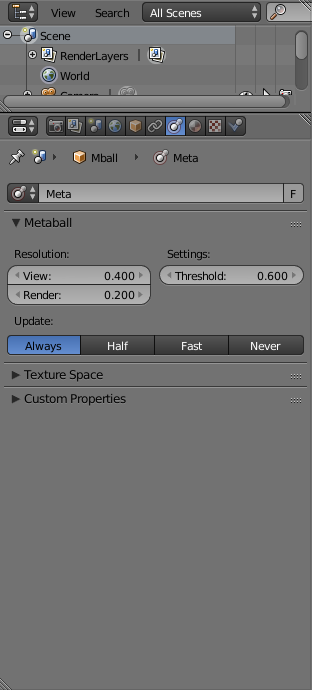 View Search All Scenes
Scene
RenderLayers |
World
Camera |
Mball Meta
Meta F
Metaball
Resolution: Settings:
View: 0.400 Threshold: 0.600
Render: 0.200
Update:
Always Half Fast Never
Texture Space
Custom Properties